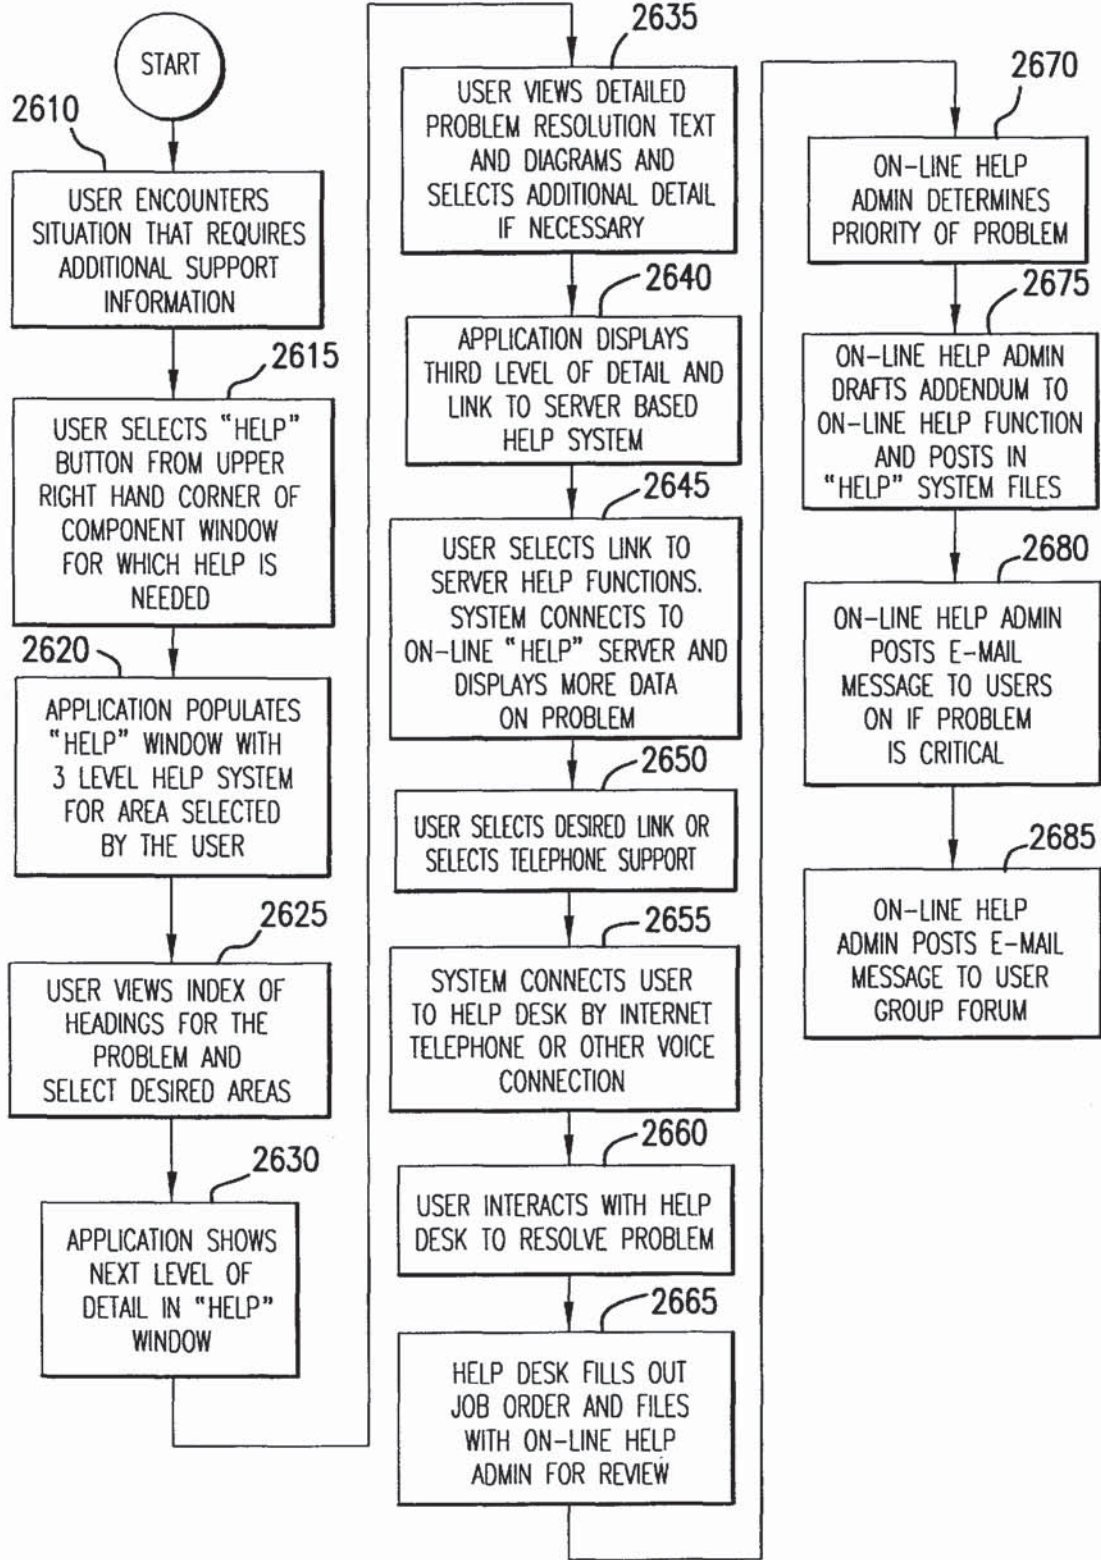 START
2610
USER ENCOUNTERS
SITUATION THAT REQUIRES
ADDITIONAL SUPPORT
INFORMATION
2615
USER SELECTS "HELP"
BUTTON FROM UPPER
RIGHT HAND CORNER OF
COMPONENT WINDOW
FOR WHICH HELP IS
NEEDED
2620
APPLICATION POPULATES
"HELP" WINDOW WITH
3 LEVEL HELP SYSTEM
FOR AREA SELECTED
BY THE USER
2625
USER VIEWS INDEX OF
HEADINGS FOR THE
PROBLEM AND
SELECT DESIRED AREAS
2630
APPLICATION SHOWS
NEXT LEVEL OF
DETAIL IN "HELP"
WINDOW
2635
USER VIEWS DETAILED
PROBLEM RESOLUTION TEXT
AND DIAGRAMS AND
SELECTS ADDITIONAL DETAIL
IF NECESSARY
2640
APPLICATION DISPLAYS
THIRD LEVEL OF DETAIL AND
LINK TO SERVER BASED
HELP SYSTEM
2645
USER SELECTS LINK TO
SERVER HELP FUNCTIONS.
SYSTEM CONNECTS TO
ON-LINE "HELP" SERVER AND
DISPLAYS MORE DATA
ON PROBLEM
2650
USER SELECTS DESIRED LINK OR
SELECTS TELEPHONE SUPPORT
2655
SYSTEM CONNECTS USER
TO HELP DESK BY INTERNET
TELEPHONE OR OTHER VOICE
CONNECTION
2660
USER INTERACTS WITH HELP
DESK TO RESOLVE PROBLEM
2665
HELP DESK FILLS OUT
JOB ORDER AND FILES
WITH ON-LINE HELP
ADMIN FOR REVIEW
2670
ON-LINE HELP
ADMIN DETERMINES
PRIORITY OF PROBLEM
2675
ON-LINE HELP ADMIN
DRAFTS ADDENDUM TO
ON-LINE HELP FUNCTION
AND POSTS IN
"HELP" SYSTEM FILES
2680
ON-LINE HELP ADMIN
POSTS E-MAIL
MESSAGE TO USERS
ON IF PROBLEM
IS CRITICAL
2685
ON-LINE HELP
ADMIN POSTS E-MAIL
MESSAGE TO USER
GROUP FORUM